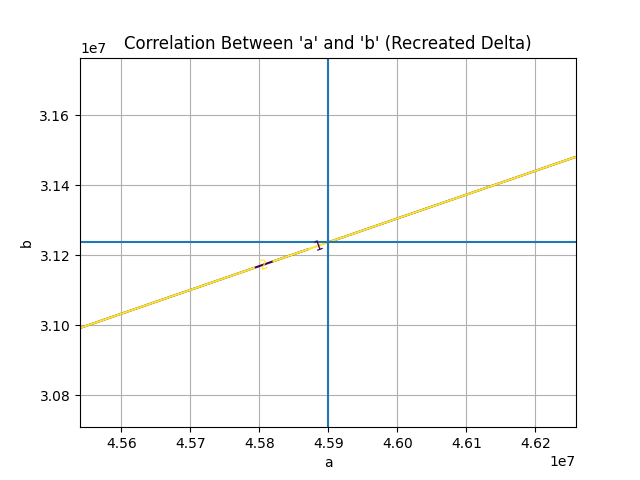 Correlation Between 'a' and 'b' (Recreated Delta)
1e7
3.16
3.14
3.12
3.10
3.08
b
1
2
4.56
4.57
4.58
4.59
4.60
4.61
4.62
a
1e7